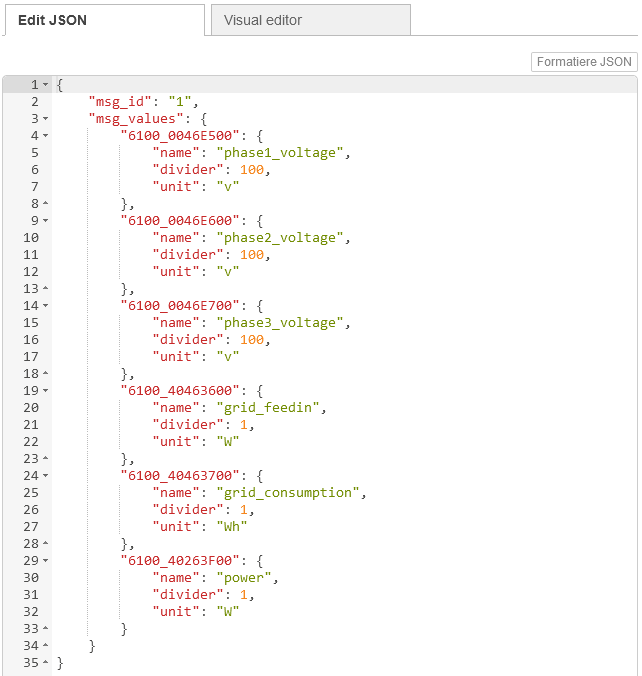 Edit JSON
Visual editor
Formatiere JSON
1 {
2     "msg_id": "1",
3     "msg_values": {
4         "6100_0046E500": {
5             "name": "phase1_voltage",
6             "divider": 100,
7             "unit": "v"
8         },
9         "6100_0046E600": {
10             "name": "phase2_voltage",
11             "divider": 100,
12             "unit": "v"
13         },
14         "6100_0046E700": {
15             "name": "phase3_voltage",
16             "divider": 100,
17             "unit": "v"
18         },
19         "6100_40463600": {
20             "name": "grid_feedin",
21             "divider": 1,
22             "unit": "W"
23         },
24         "6100_40463700": {
25             "name": "grid_consumption",
26             "divider": 1,
27             "unit": "Wh"
28         },
29         "6100_40263F00": {
30             "name": "power",
31             "divider": 1,
32             "unit": "W"
33         }
34     }
35 }